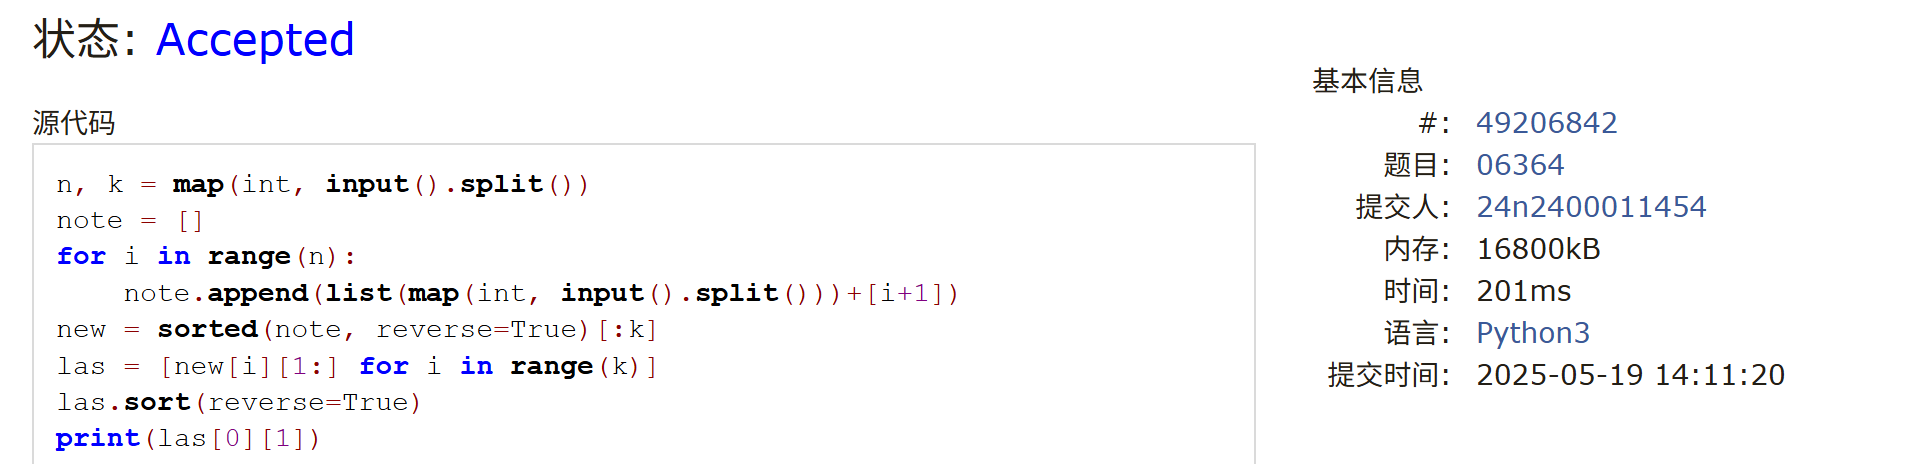 状态: Accepted
源代码
n, k = map(int, input().split())
note = []
for i in range(n):
    note.append(list(map(int, input().split()))+[i+1])
new = sorted(note, reverse=True)[:k]
las = [new[i][1:] for i in range(k)]
las.sort(reverse=True)
print(las[0][1])
基本信息
#: 49206842
题目: 06364
提交人: 24n2400011454
内存: 16800kB
时间: 201ms
语言: Python3
提交时间: 2025-05-19 14:11:20